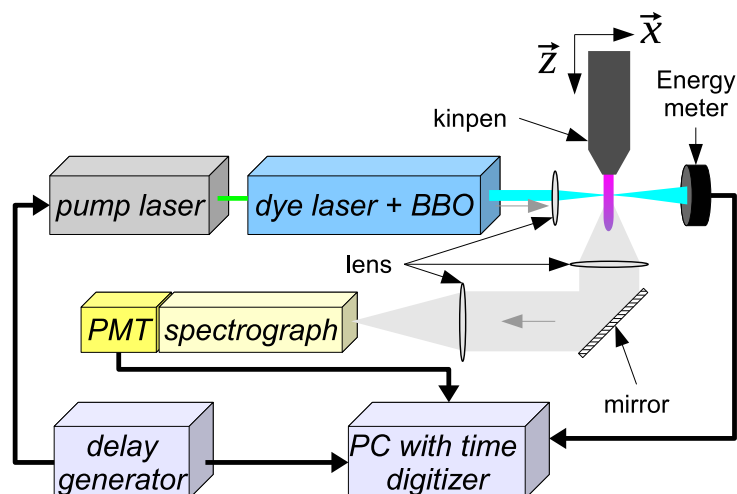 x
z
Energy
meter
kinpen
pump laser
dye laser + BBO
lens
PMT
spectrograph
mirror
delay
generator
PC with time
digitizer